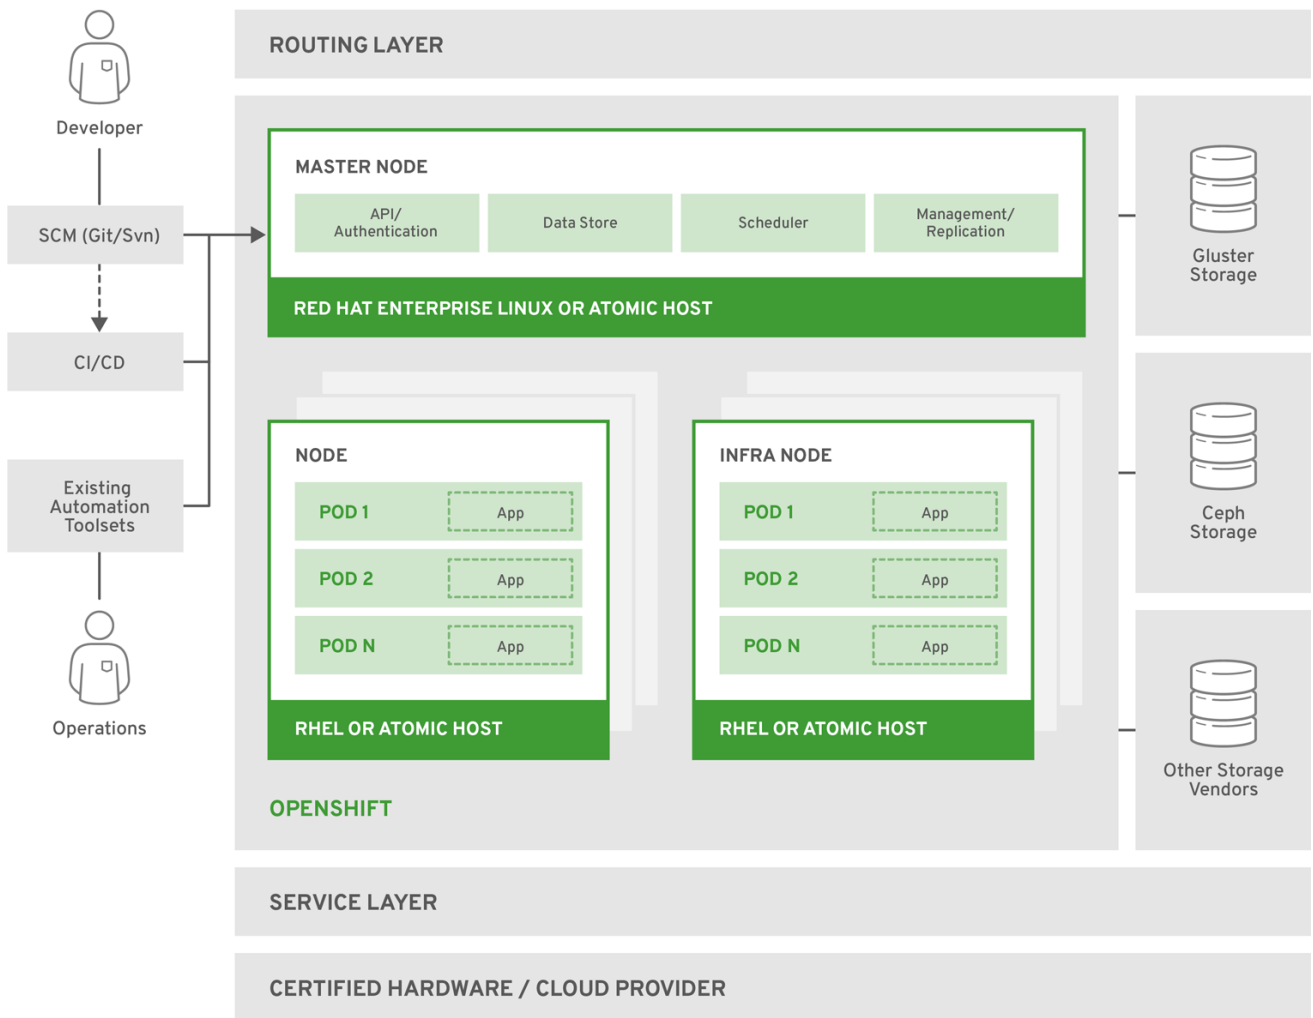 Developer
SCM (Git/Svn)
CI/CD
Existing
Automation
Toolsets
Operations
ROUTING LAYER
MASTER NODE
API/
Authentication
Data Store
Scheduler
Management/
Replication
RED HAT ENTERPRISE LINUX OR ATOMIC HOST
NODE
POD 1
App
POD 2
App
POD N
App
RHEL OR ATOMIC HOST
INFRA NODE
POD 1
App
POD 2
App
POD N
App
RHEL OR ATOMIC HOST
OPENSHIFT
Gluster
Storage
Ceph
Storage
Other Storage
Vendors
SERVICE LAYER
CERTIFIED HARDWARE / CLOUD PROVIDER